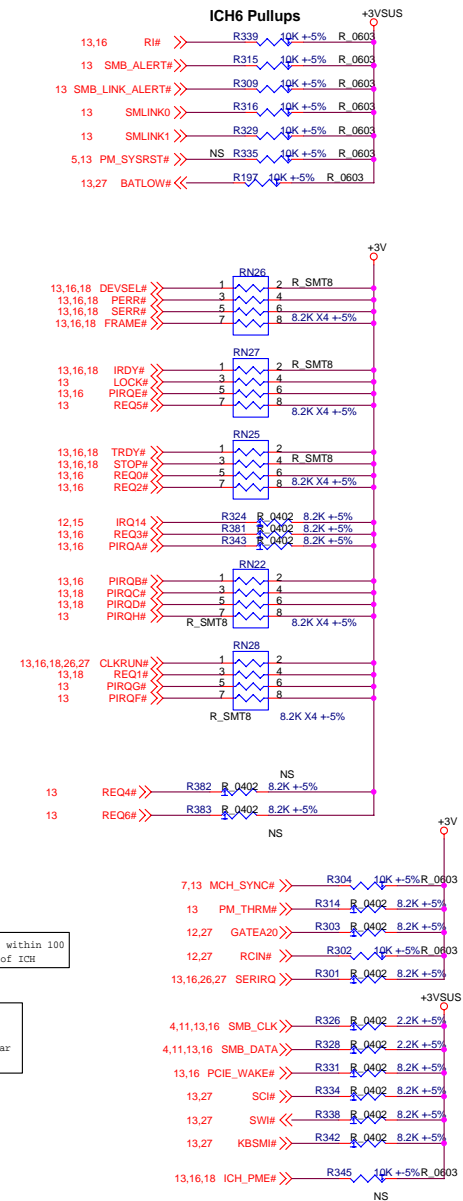 ICH6 Pullups
+3VSUS
13,16 RI# R339 10K +-5% R_0603
13 SMB_ALERT# R315 10K +-5% R_0603
13 SMB_LINK_ALERT# R309 10K +-5% R_0603
13 SMLINK0 R316 10K +-5% R_0603
13 SMLINK1 R329 10K +-5% R_0603
5,13 PM_SYSRST# NS R335 10K +-5% R_0603
13,27 BATLOW# R197 10K +-5% R_0603
+3V
RN26
13,16,18 DEVSEL# 1 2 R_SMT8
13,16,18 PERR# 3 4
13,16,18 SERR# 5 6
13,16,18 FRAME# 7 8 8.2K X4 +-5%
RN27
13,16,18 IRDY# 1 2 R_SMT8
13 LOCK# 3 4
13,16 PIRQE# 5 6
13 REQ5# 7 8
8.2K X4 +-5%
RN25
13,16,18 TRDY# 1 2
13,16,18 STOP# 3 4 R_SMT8
13,16 REQ0# 5 6
13,16 REQ2# 7 8 8.2K X4 +-5%
12,15 IRQ14 R324 R_0402 8.2K +-5%
13,16 REQ3# R381 R_0402 8.2K +-5%
13,16 PIRQA# R343 R_0402 8.2K +-5%
RN22
13,16 PIRQB# 1 2
13,18 PIRQC# 3 4
13,18 PIRQD# 5 6
13 PIRQH# 7 8
R_SMT8 8.2K X4 +-5%
RN28
13,16,18,26,27 CLKRUN# 1 2
13,18 REQ1# 3 4
13 PIRQG# 5 6
13 PIRQF# 7 8
R_SMT8 8.2K X4 +-5%
NS
13 REQ4# R382 R_0402 8.2K +-5%
13 REQ6# R383 R_0402 8.2K +-5%
NS
+3V
7,13 MCH_SYNC# R304 10K +-5% R_0603
13 PM_THRM# R314 R_0402 8.2K +-5%
12,27 GATEA20 R303 R_0402 8.2K +-5%
12,27 RCIN# R302 10K +-5% R_0603
13,16,26,27 SERIRQ R301 R_0402 8.2K +-5%
within 100
of ICH
+3VSUS
4,11,13,16 SMB_CLK R326 R_0402 2.2K +-5%
4,11,13,16 SMB_DATA R328 R_0402 2.2K +-5%
ar
13,16 PCIE_WAKE# R331 R_0402 8.2K +-5%
13,27 SCI# R334 R_0402 8.2K +-5%
13,27 SWI# R338 R_0402 8.2K +-5%
13,27 KBSMI# R342 R_0402 8.2K +-5%
13,16,18 ICH_PME# R345 10K +-5% R_0603
NS